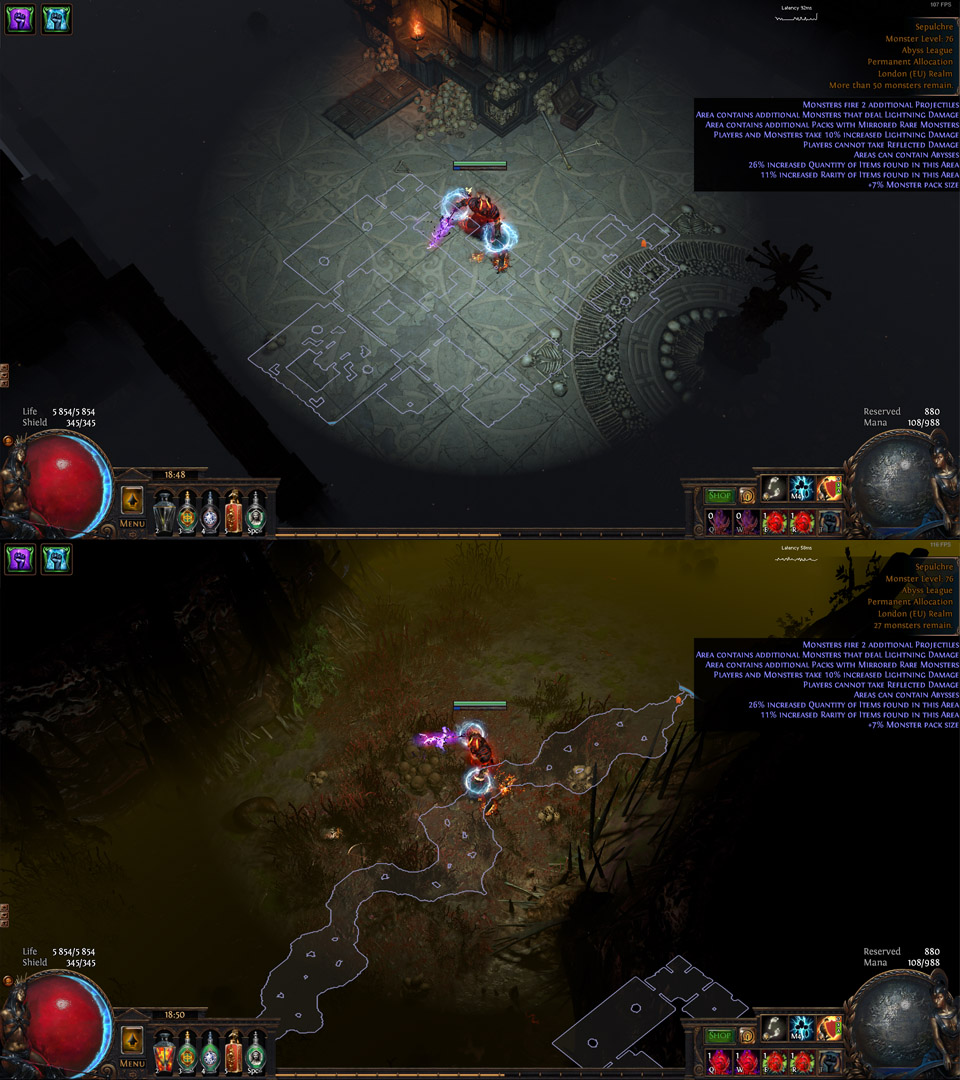 Latency 52ms
107 FPS
Sepulchre
Monster Level: 76
Abyss League
Permanent Allocation
London (EU) Realm
More than 50 monsters remain.
Monsters fire 2 additional Projectiles
Area contains additional Monsters that deal Lightning Damage
Area contains additional Packs with Mirrored Rare Monsters
Players and Monsters take 10% increased Lightning Damage
Players cannot take Reflected Damage
Areas can contain Abysses
26% increased Quantity of Items found in this Area
11% increased Rarity of Items found in this Area
+7% Monster pack size
Life 5 854/5 854
Shield 345/345
Reserved 880
Mana 108/988
18:48
Menu
Shop
Latency 58ms
118 FPS
Sepulchre
Monster Level: 76
Abyss League
Permanent Allocation
London (EU) Realm
27 monsters remain.
Monsters fire 2 additional Projectiles
Area contains additional Monsters that deal Lightning Damage
Area contains additional Packs with Mirrored Rare Monsters
Players and Monsters take 10% increased Lightning Damage
Players cannot take Reflected Damage
Areas can contain Abysses
26% increased Quantity of Items found in this Area
11% increased Rarity of Items found in this Area
+7% Monster pack size
Life 5 854/5 854
Shield 345/345
Reserved 880
Mana 108/988
18:50
Menu
Shop